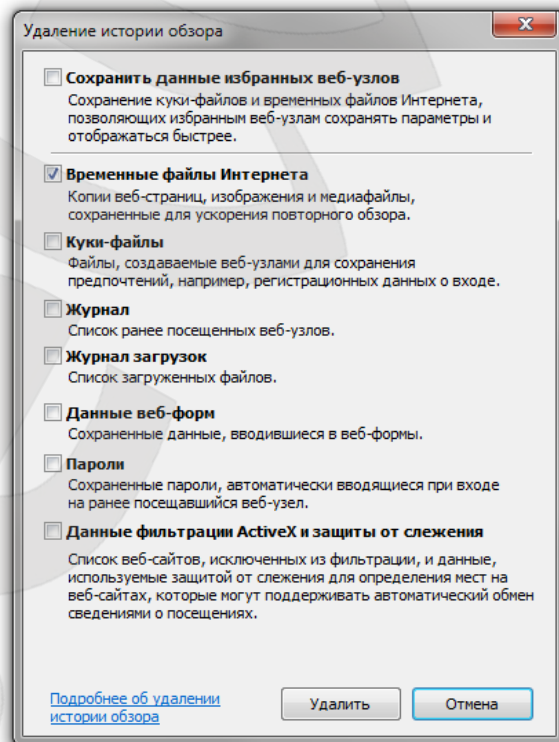 Удаление истории обзора
Сохранить данные избранных веб-узлов
Сохранение куки-файлов и временных файлов Интернета,
позволяющих избранным веб-узлам сохранять параметры и
отображаться быстрее.
Временные файлы Интернета
Копии веб-страниц, изображения и медиафайлы,
сохраненные для ускорения повторного обзора.
Куки-файлы
Файлы, создаваемые веб-узлами для сохранения
предпочтений, например, регистрационных данных о входе.
Журнал
Список ранее посещенных веб-узлов.
Журнал загрузок
Список загруженных файлов.
Данные веб-форм
Сохраненные данные, вводившиеся в веб-формы.
Пароли
Сохраненные пароли, автоматически вводящиеся при входе
на ранее посещавшийся веб-узел.
Данные фильтрации ActiveX и защиты от слежения
Список веб-сайтов, исключенных из фильтрации, и данные,
используемые защитой от слежения для определения мест на
веб-сайтах, которые могут поддерживать автоматический обмен
сведениями о посещениях.
Подробнее об удалении
истории обзора
Удалить
Отмена